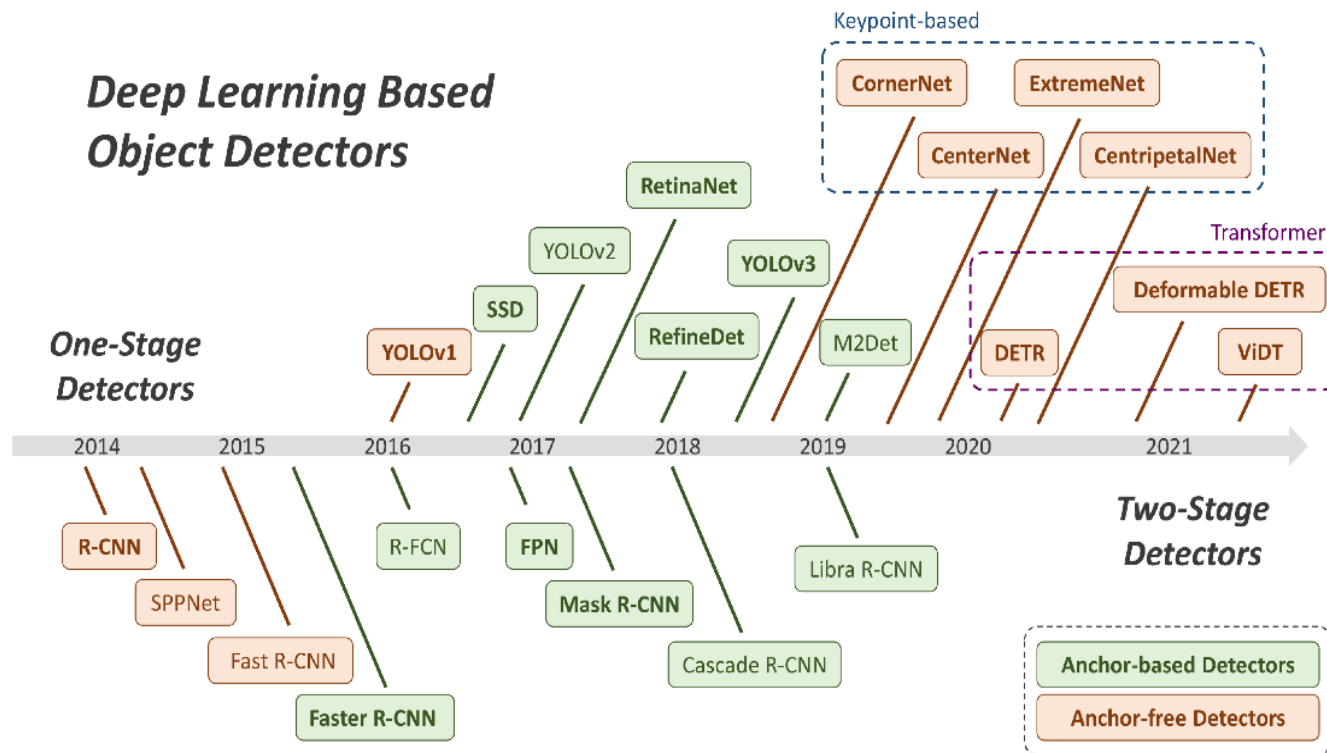 Deep Learning Based
Object Detectors
Keypoint-based
CornerNet
ExtremeNet
CenterNet
CentripetalNet
RetinaNet
YOLOv2
YOLOv3
SSD
Transformer
Deformable DETR
One-Stage
Detectors
YOLOv1
RefineDet
M2Det
DETR
ViDT
2014 2015 2016 2017 2018 2019 2020 2021
R-CNN
R-FCN
FPN
Two-Stage
Detectors
SPPNet
Mask R-CNN
Libra R-CNN
Fast R-CNN
Cascade R-CNN
Faster R-CNN
Anchor-based Detectors
Anchor-free Detectors